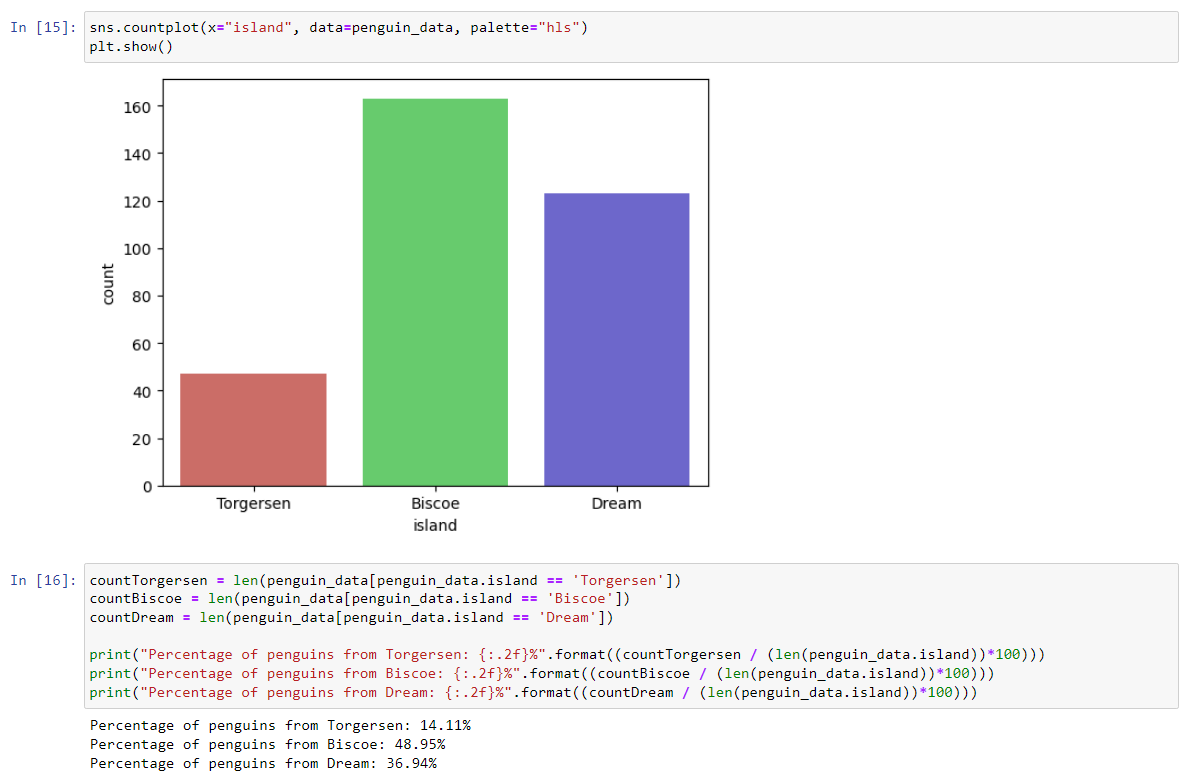 In [15]: sns.countplot(x="island", data=penguin_data, palette="hls")
plt.show()
160
140
120
100
80
60
40
20
0
count
Torgersen Biscoe Dream
island
In [16]: countTorgersen = len(penguin_data[penguin_data.island == 'Torgersen'])
countBiscoe = len(penguin_data[penguin_data.island == 'Biscoe'])
countDream = len(penguin_data[penguin_data.island == 'Dream'])
print("Percentage of penguins from Torgersen: {:.2f}%".format((countTorgersen / (len(penguin_data.island))*100)))
print("Percentage of penguins from Biscoe: {:.2f}%".format((countBiscoe / (len(penguin_data.island))*100)))
print("Percentage of penguins from Dream: {:.2f}%".format((countDream / (len(penguin_data.island))*100)))
Percentage of penguins from Torgersen: 14.11%
Percentage of penguins from Biscoe: 48.95%
Percentage of penguins from Dream: 36.94%